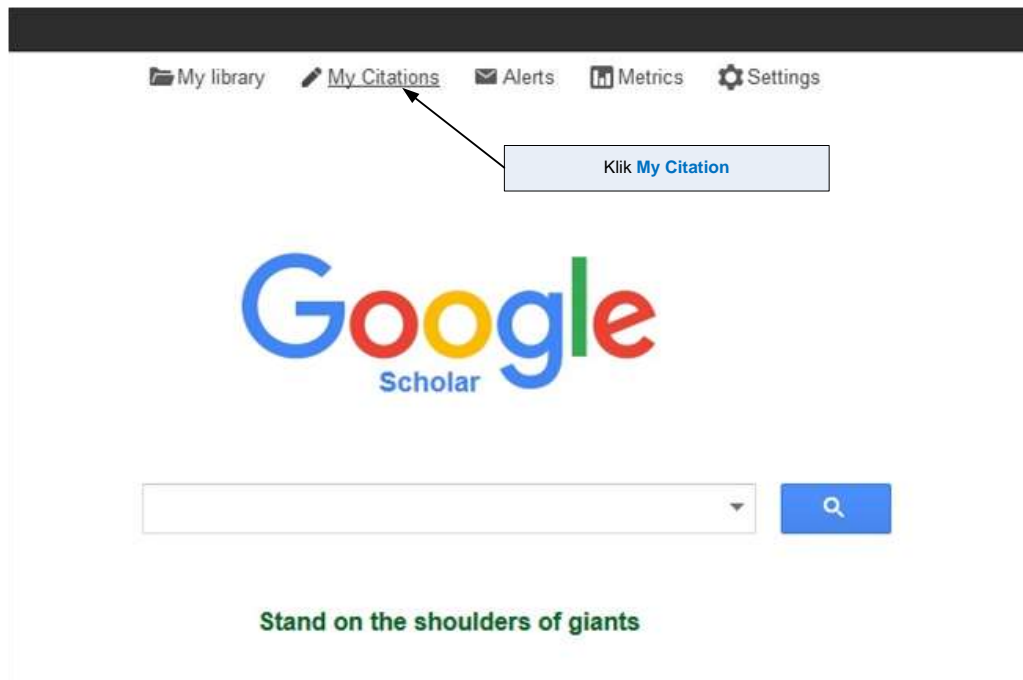 My library My Citations Alerts Metrics Settings
Klik My Citation
Google
Scholar
Stand on the shoulders of giants